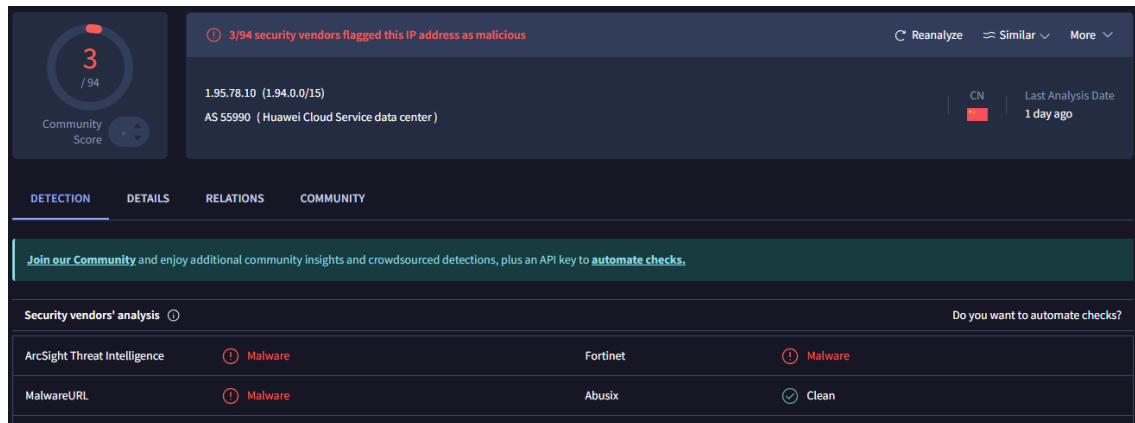 3
/ 94
Community
Score
3/94 security vendors flagged this IP address as malicious
Reanalyze
Similar
More
1.95.78.10 (1.94.0.0/15)
AS 55990 ( Huawei Cloud Service data center )
CN
Last Analysis Date
1 day ago
DETECTION DETAILS RELATIONS COMMUNITY
Join our Community and enjoy additional community insights and crowdsourced detections, plus an API key to automate checks.
Security vendors' analysis
Do you want to automate checks?
ArcSight Threat Intelligence Malware Fortinet Malware
MalwareURL Malware Abusix Clean